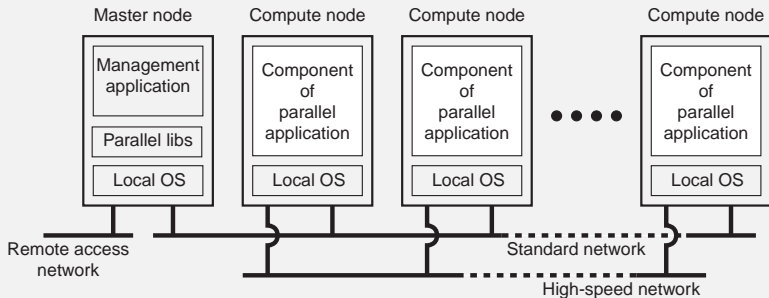 Master node
Compute node
Compute node
Compute node
Management
application
Parallel libs
Local OS
Component
of
parallel
application
Local OS
Component
of
parallel
application
Local OS
Component
of
parallel
application
Local OS
Remote access
network
Standard network
High-speed network